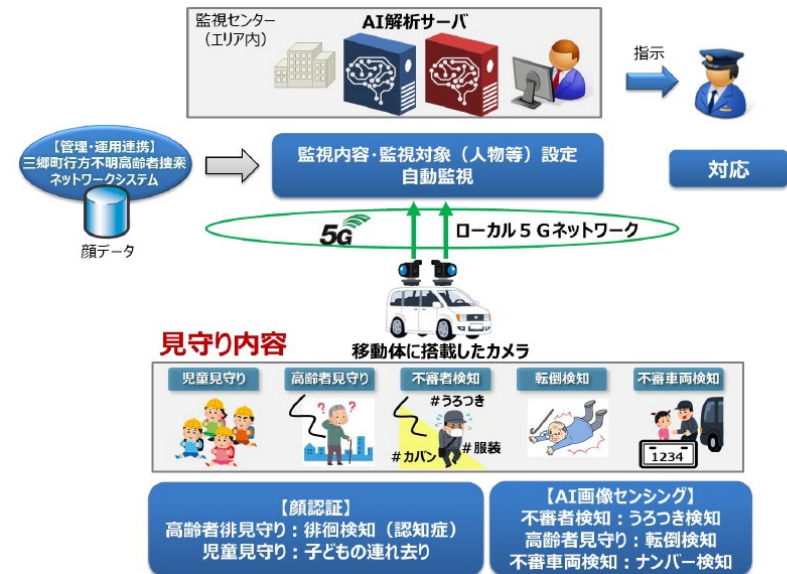 監視センター
（エリア内）
AI解析サーバ
指示
【管理・運用連携】
三郷町行方不明高齢者捜索
ネットワークシステム
顔データ
監視内容・監視対象（人物等）設定
自動監視
対応
5G
ローカル５Gネットワーク
見守り内容
移動体に搭載したカメラ
児童見守り
高齢者見守り
不審者検知
転倒検知
不審車両検知
#うろつき
#カバン
#服装
1234
【顔認証】
高齢者徘見守り：徘徊検知（認知症）
児童見守り：子どもの連れ去り
【AI画像センシング】
不審者検知：うろつき検知
高齢者見守り：転倒検知
不審車両検知：ナンバー検知